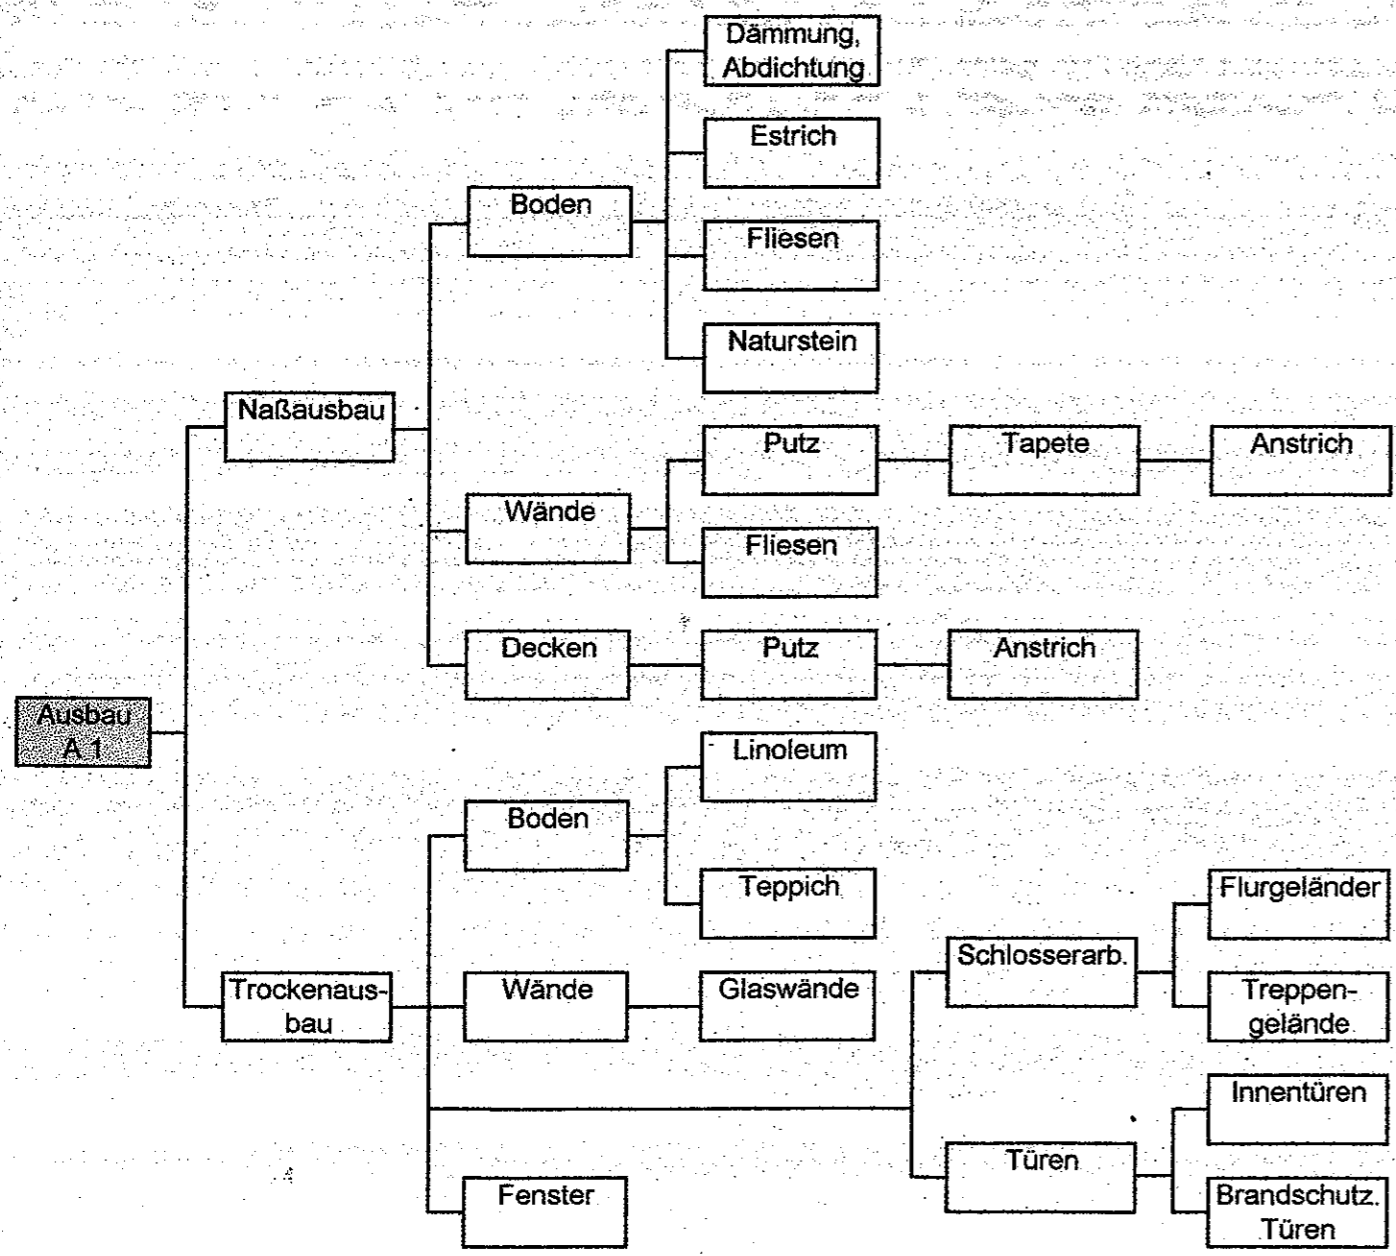 Dämmung,
Abdichtung
Estrich
Boden
Fliesen
Naturstein
Naßausbau
Putz
Tapete
Anstrich
Wände
Fliesen
Decken
Putz
Anstrich
Ausbau
A 1
Linoleum
Boden
Teppich
Flurgeländer
Schlosserarb.
Trockenaus-
bau
Wände
Glaswände
Treppen-
gelände
Innentüren
Türen
Fenster
Brandschutz.
Türen